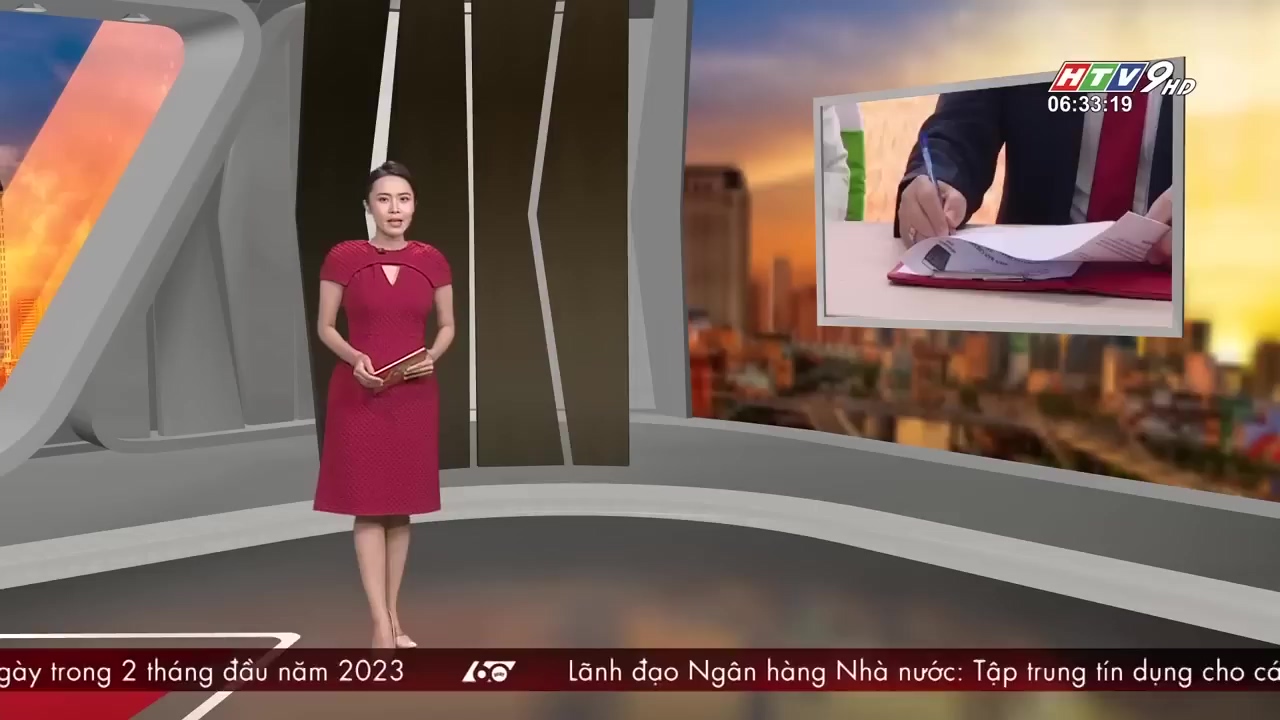 HTV9HD
06:33:19
gày trong 2 tháng đầu năm 2023
60
Lãnh đạo Ngân hàng Nhà nước: Tập trung tín dụng cho cá